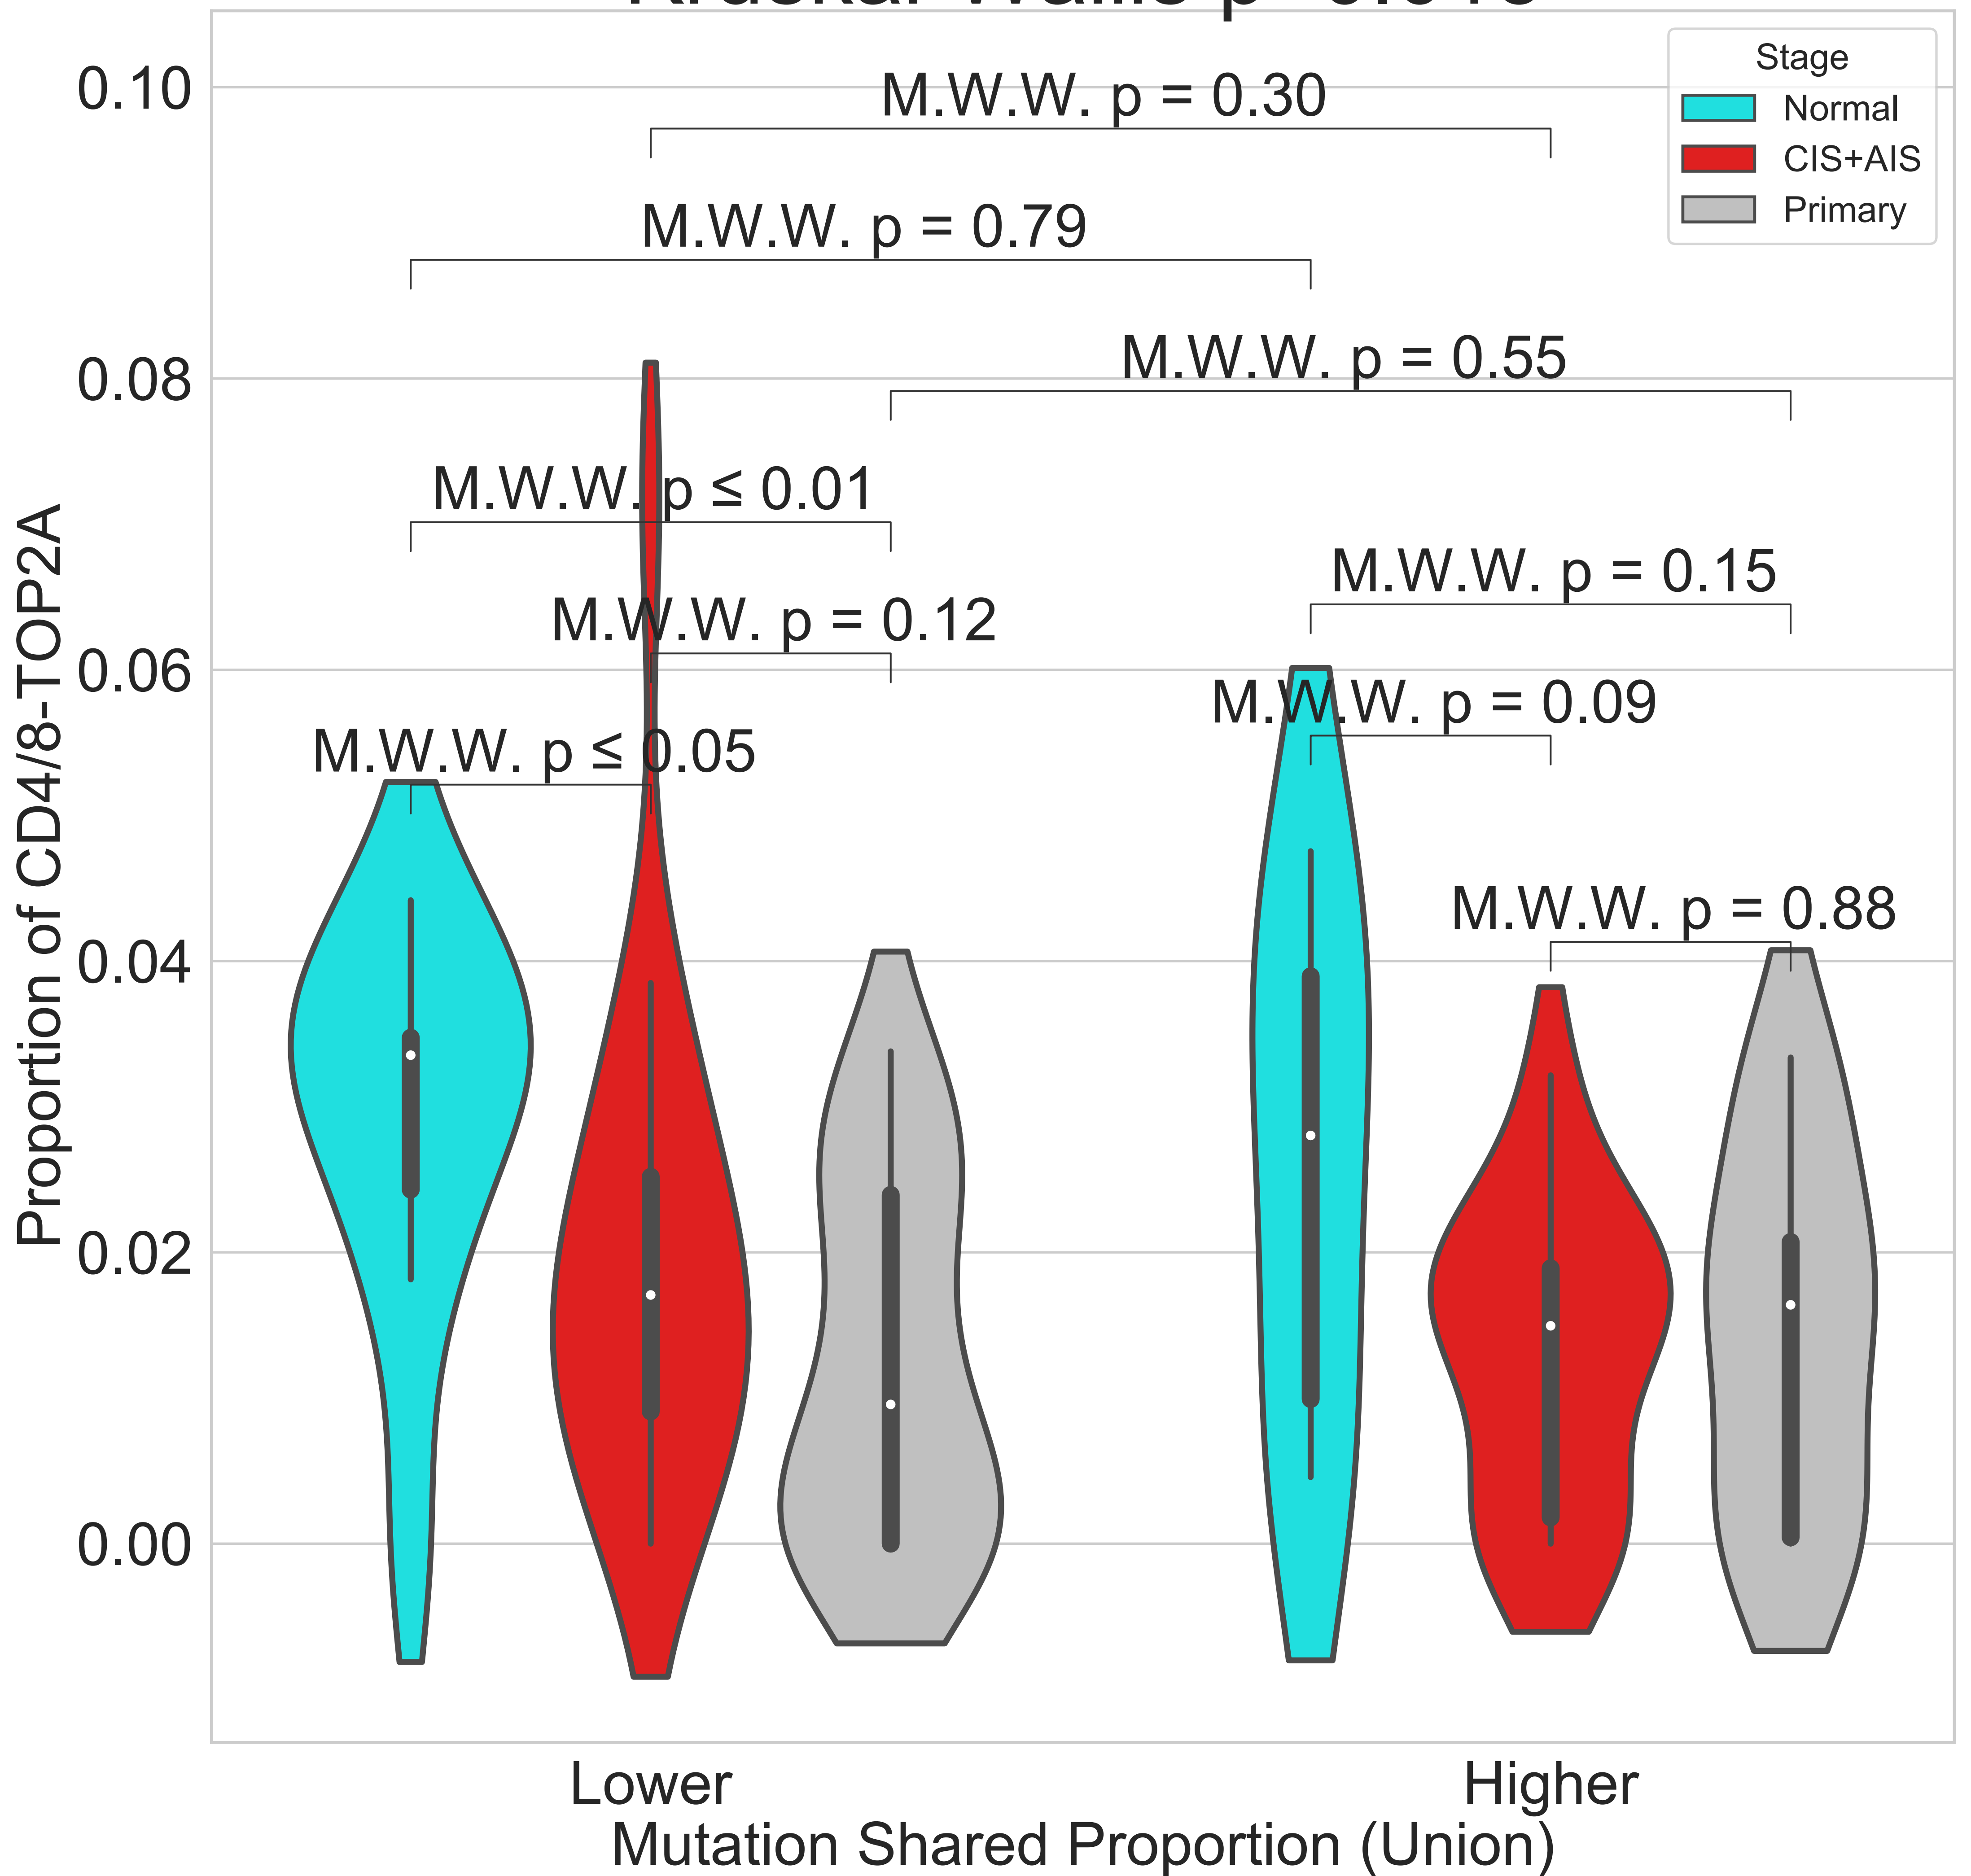 0.10
0.08
0.06
0.04
0.02
0.00
Proportion of CD4/8-TOP2A
Stage
Normal
CIS+AIS
Primary
M.W.W. p = 0.30
M.W.W. p = 0.79
M.W.W. p = 0.55
M.W.W. p ≤ 0.01
M.W.W. p = 0.15
M.W.W. p = 0.12
M.W.W. p = 0.09
M.W.W. p ≤ 0.05
M.W.W. p = 0.88
Lower
Higher
Mutation Shared Proportion (Union)